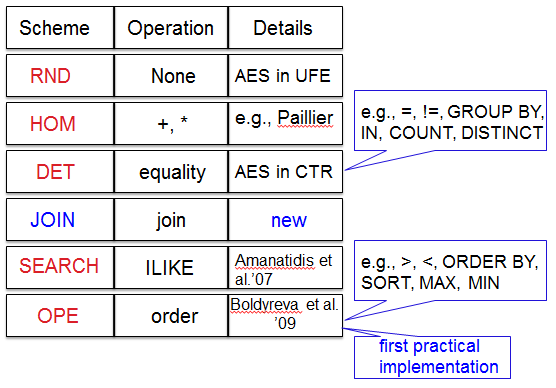 Scheme Operation Details
RND None AES in UFE
HOM +, * e.g., Paillier
DET equality AES in CTR
e.g., =, !=, GROUP BY,
IN, COUNT, DISTINCT
JOIN join new
SEARCH ILIKE Amanatidis et
al.'07
OPE order Boldyreva et al.
'09
e.g., >, <, ORDER BY,
SORT, MAX, MIN
first practical
implementation